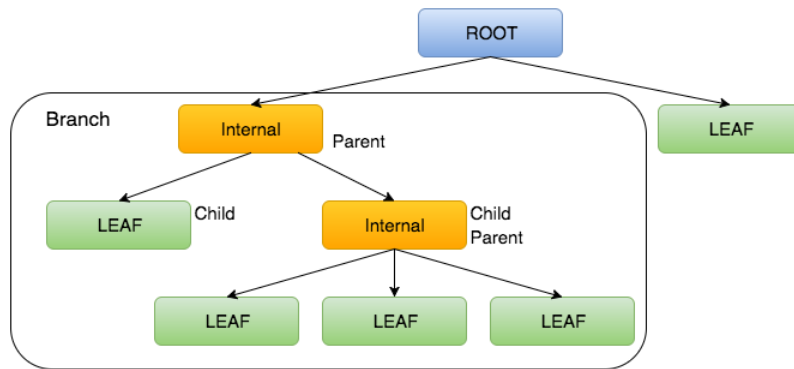 ROOT
Branch
Internal
Parent
LEAF
LEAF
Child
Internal
Child
Parent
LEAF
LEAF
LEAF